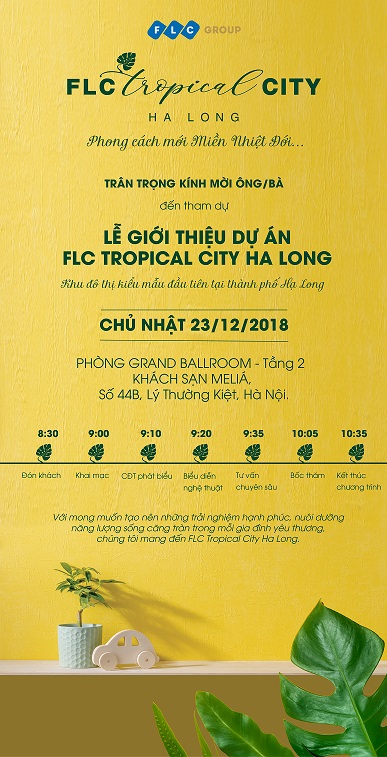 FLC GROUP
FLC tropical CITY
HA LONG
Phong cách mới Miền Nhiệt Đới...
TRÂN TRỌNG KÍNH MỜI ÔNG/BÀ
đến tham dự
LỄ GIỚI THIỆU DỰ ÁN
FLC TROPICAL CITY HA LONG
Khu đô thị kiểu mẫu đầu tiên tại thành phố Hạ Long
CHỦ NHẬT 23/12/2018
PHÒNG GRAND BALLROOM - Tầng 2
KHÁCH SẠN MELIÁ,
Số 44B, Lý Thường Kiệt, Hà Nội.
8:30 9:00 9:10 9:20 9:35 10:05 10:35
Đón khách Khai mạc CĐT phát biểu Biểu diễn Tư vấn Bốc thăm Kết thúc
nghệ thuật chuyên sâu chương trình
Với mong muốn tạo nên những trải nghiệm hạnh phúc, nuôi dưỡng
năng lượng sống căng tràn trong mỗi gia đình yêu thương,
chúng tôi mang đến FLC Tropical City Ha Long.